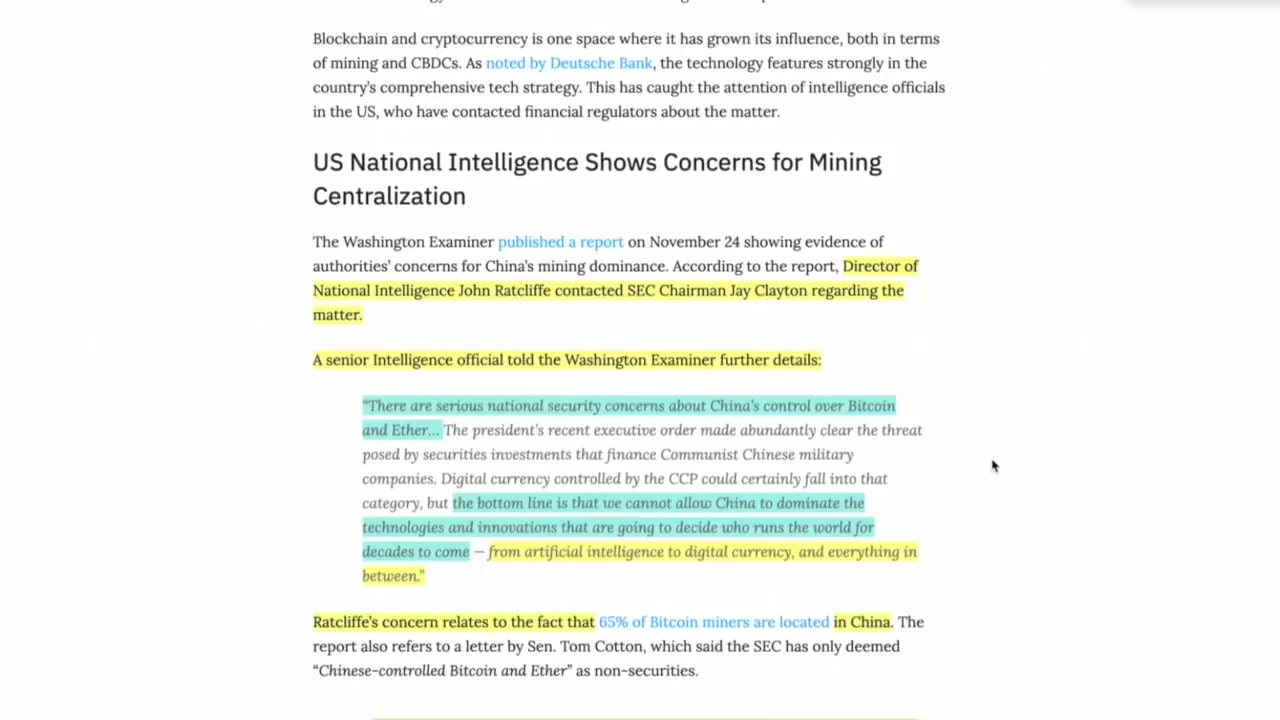 Blockchain and cryptocurrency is one space where it has grown its influence, both in terms
of mining and CBDCs. As noted by Deutsche Bank, the technology features strongly in the
country's comprehensive tech strategy. This has caught the attention of intelligence officials
in the US, who have contacted financial regulators about the matter.
US National Intelligence Shows Concerns for Mining
Centralization
The Washington Examiner published a report on November 24 showing evidence of
authorities' concerns for China's mining dominance. According to the report, Director of
National Intelligence John Ratcliffe contacted SEC Chairman Jay Clayton regarding the
matter.
A senior Intelligence official told the Washington Examiner further details:
"There are serious national security concerns about China's control over Bitcoin
and Ether... The president's recent executive order made abundantly clear the threat
posed by securities investments that finance Communist Chinese military
companies. Digital currency controlled by the CCP could certainly fall into that
category, but the bottom line is that we cannot allow China to dominate the
technologies and innovations that are going to decide who runs the world for
decades to come – from artificial intelligence to digital currency, and everything in
between."
Ratcliffe's concern relates to the fact that 65% of Bitcoin miners are located in China. The
report also refers to a letter by Sen. Tom Cotton, which said the SEC has only deemed
"Chinese-controlled Bitcoin and Ether" as non-securities.